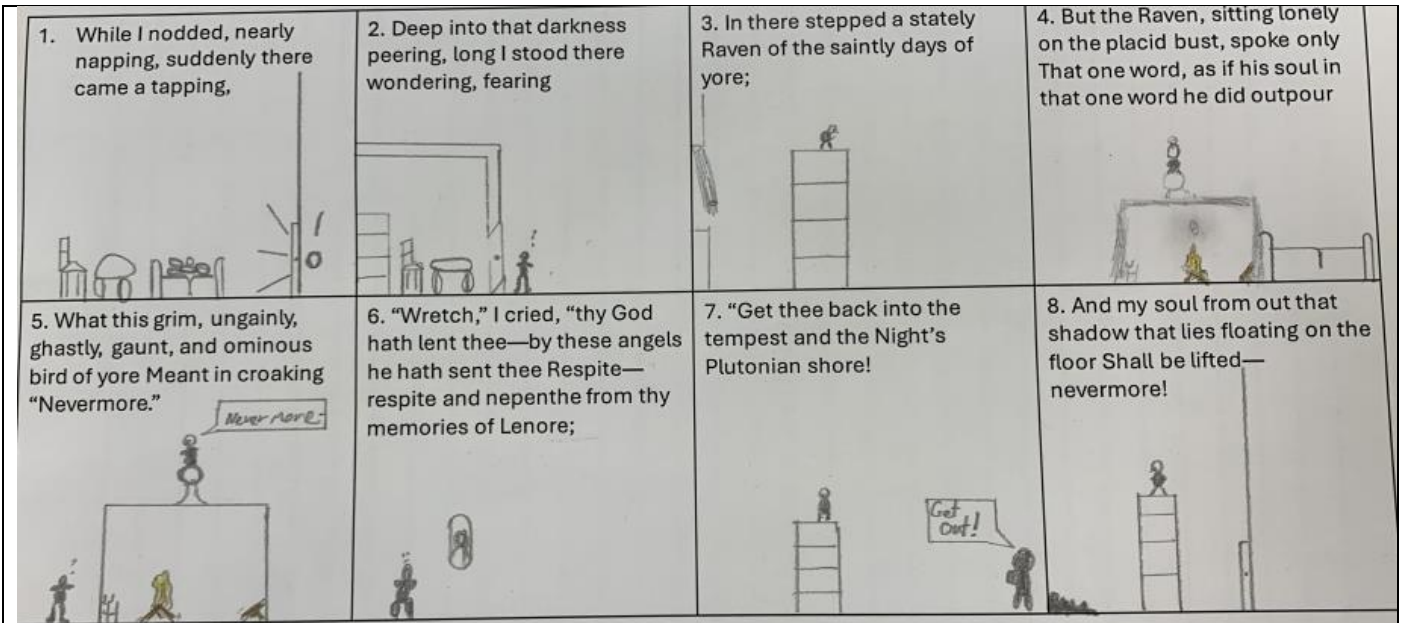 1. While I nodded, nearly
napping, suddenly there
came a tapping,
2. Deep into that darkness
peering, long I stood there
wondering, fearing
3. In there stepped a stately
Raven of the saintly days of
yore;
4. But the Raven, sitting lonely
on the placid bust, spoke only
That one word, as if his soul in
that one word he did outpour
5. What this grim, ungainly,
ghastly, gaunt, and ominous
bird of yore Meant in croaking
“Nevermore.”
Never more.
6. “Wretch,” I cried, “thy God
hath lent thee—by these angels
he hath sent thee Respite—
respite and nepenthe from thy
memories of Lenore;
7. “Get thee back into the
tempest and the Night’s
Plutonian shore!
Get
Out!
8. And my soul from out that
shadow that lies floating on the
floor Shall be lifted—
nevermore!